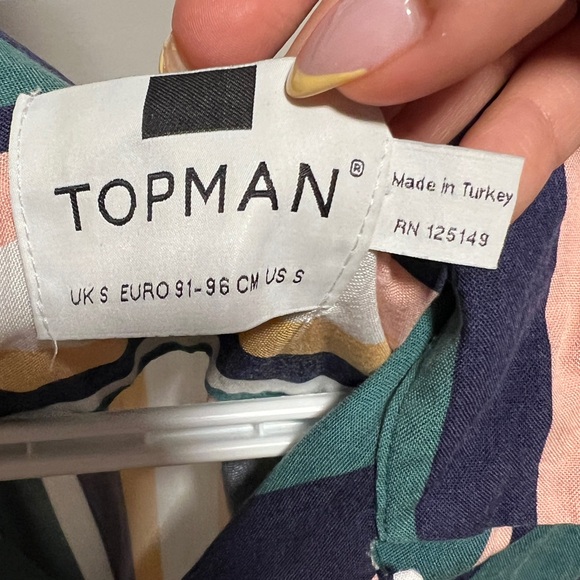 TOPMAN®
UK S EURO 91-96 CM US S
Made in Turkey
RN 125149